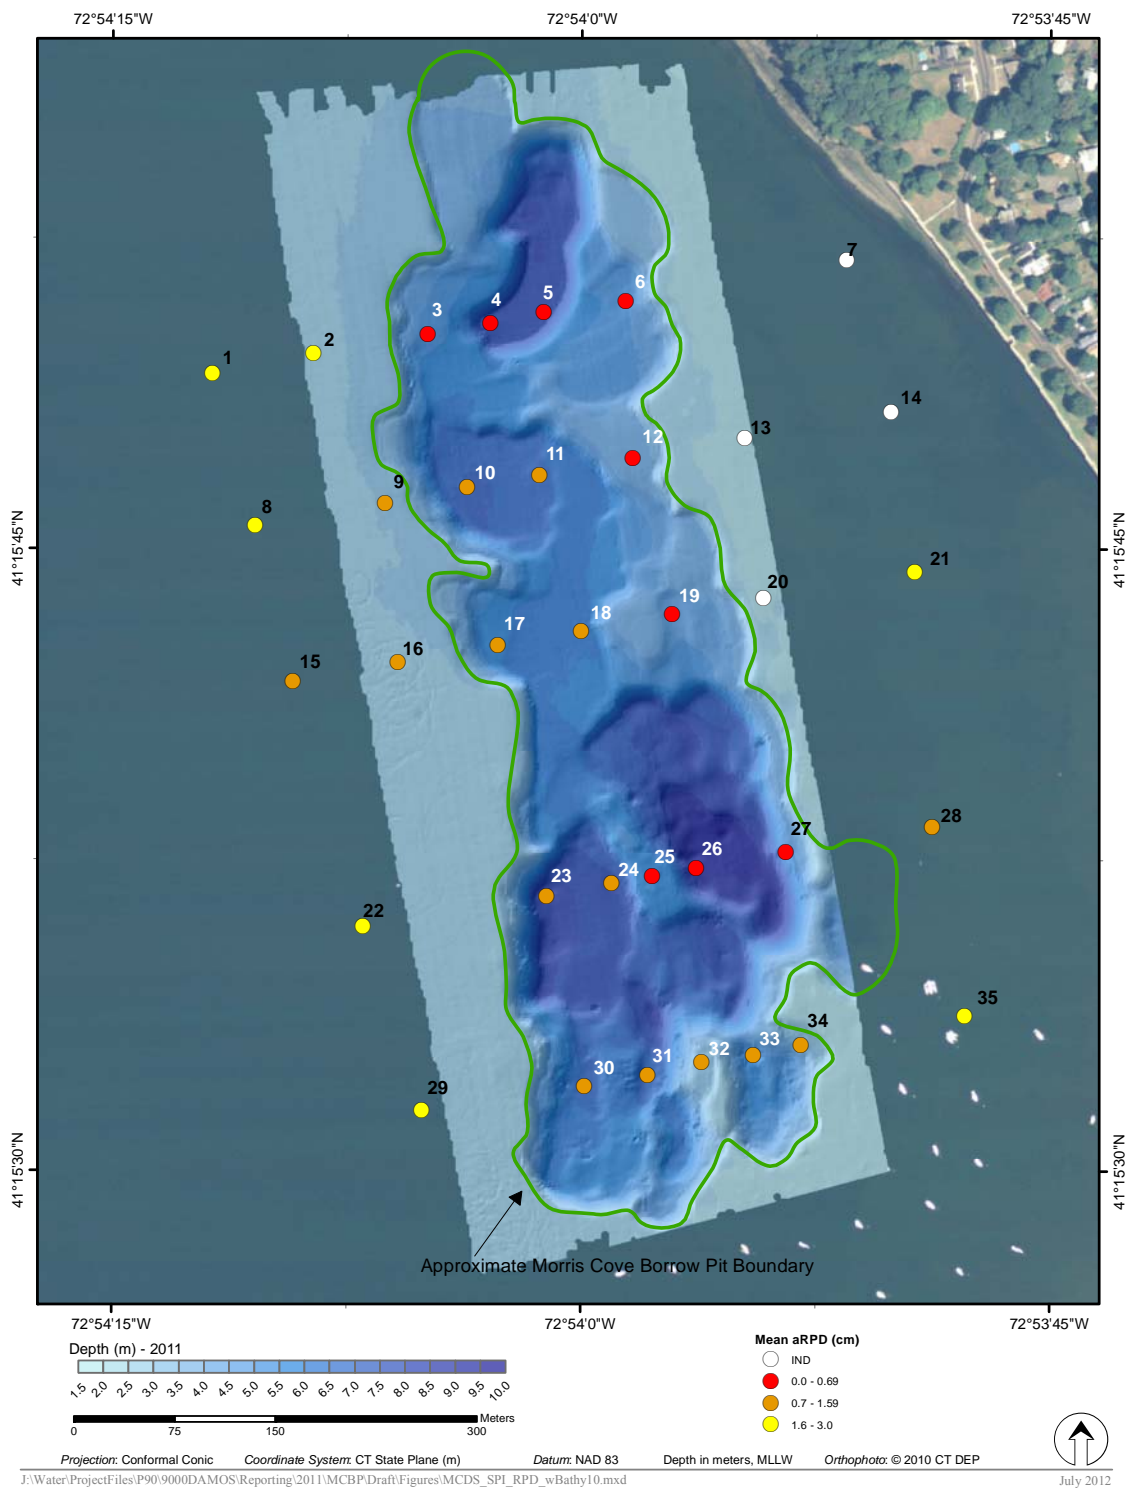 72°54'15"W 72°54'0"W 72°53'45"W
7
6
5
4
3
2
1
14
13
12
11
10
9
8
41°15'45"N
41°15'45"N
21
20
19
18
17
16
15
28
27
26
25
24
23
22
35
34
33
32
31
30
29
41°15'30"N
41°15'30"N
Approximate Morris Cove Borrow Pit Boundary
72°54'15"W 72°54'0"W 72°53'45"W
Depth (m) - 2011
1.5 2.0 2.5 3.0 3.5 4.0 4.5 5.0 5.5 6.0 6.5 7.0 7.5 8.0 8.5 9.0 9.5 10.0
Meters
0 75 150 300
Mean aRPD (cm)
IND
0.0 - 0.69
0.7 - 1.59
1.6 - 3.0
Projection: Conformal Conic Coordinate System: CT State Plane (m) Datum: NAD 83 Depth in meters, MLLW Orthophoto: © 2010 CT DEP
J:\Water\ProjectFiles\P90\9000DAMOS\Reporting\2011\MCBP\Draft\Figures\MCDS_SPI_RPD_wBathy10.mxd July 2012